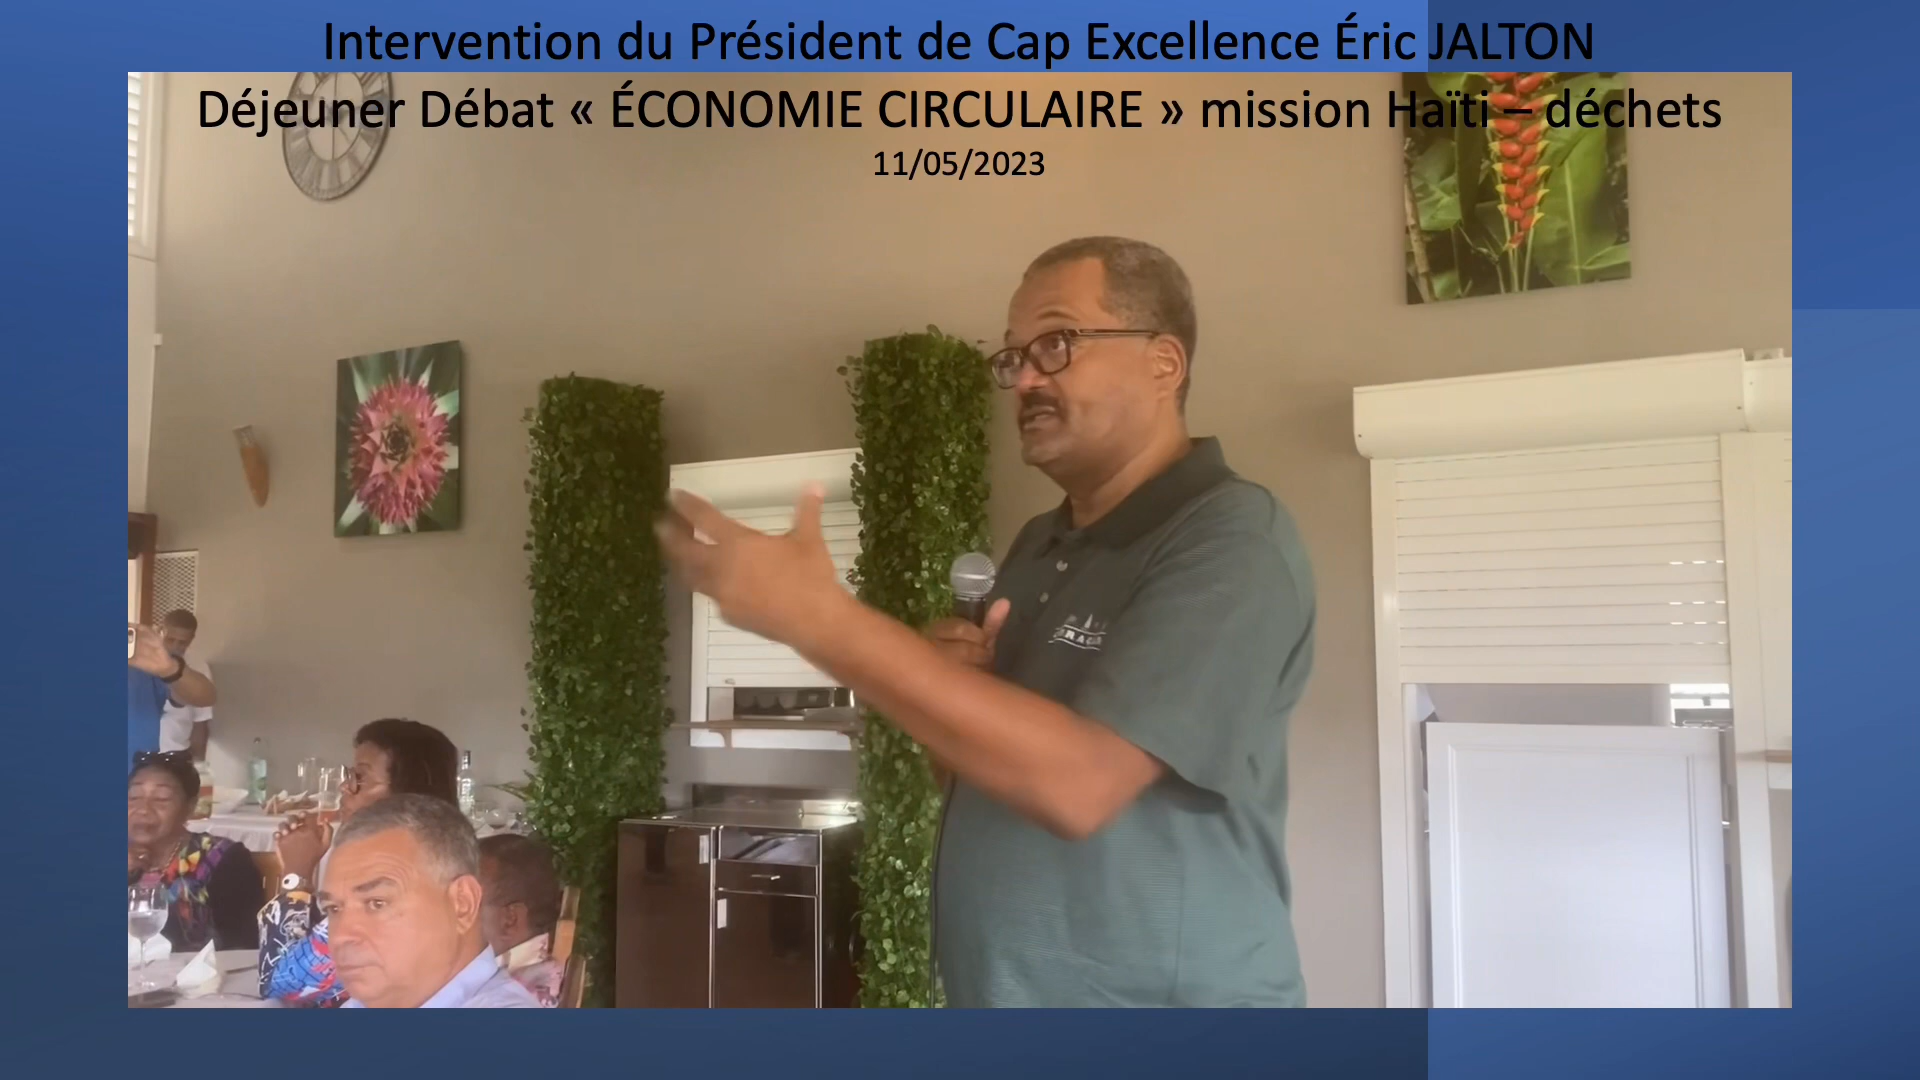 Intervention du Président de Cap Excellence Éric JALTON
Déjeuner Débat « ÉCONOMIE CIRCULAIRE » mission Haïti – déchets
11/05/2023